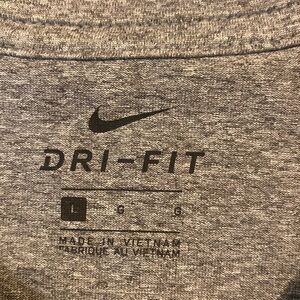 DRI-FIT
L G G
MADE IN VIETNAM
FABRIQUE AU VIETNAM